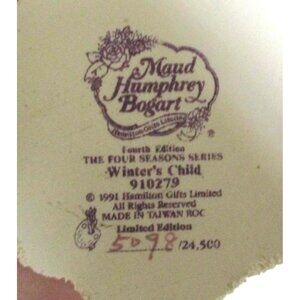 Maud
Humphrey
Bogart
Hamilton Gifts Limited
®
Fourth Edition
THE FOUR SEASONS SERIES
Winter's Child
910279
© 1991 Hamilton Gifts Limited
All Rights Reserved
MADE IN TAIWAN ROC
Limited Edition
5098/24,500